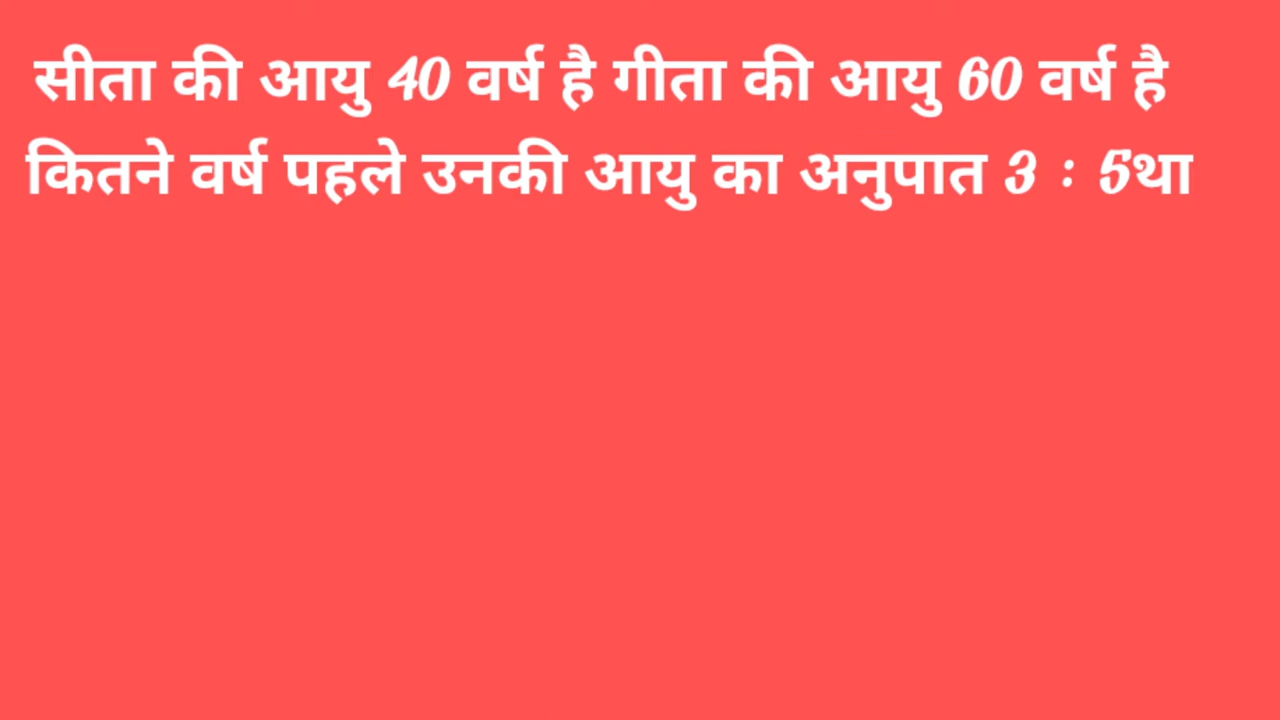 सीता की आयु 40 वर्ष है गीता की आयु 60 वर्ष है
कितने वर्ष पहले उनकी आयु का अनुपात 3 : 5था